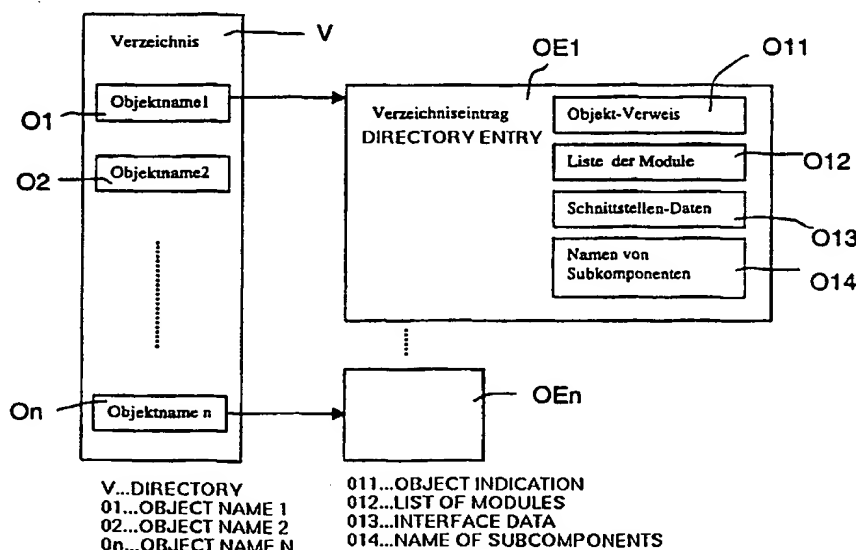 Verzeichnis
V
Objektname1
O1
Objektname2
O2
Objektname n
On
OE1
Verzeichniseintrag
DIRECTORY ENTRY
Objekt-Verweis
O11
Liste der Module
O12
Schnittstellen-Daten
O13
Namen von
Subkomponenten
O14
OEn
V...DIRECTORY
01...OBJECT NAME 1
02...OBJECT NAME 2
0n...OBJECT NAME N
011...OBJECT INDICATION
012...LIST OF MODULES
013...INTERFACE DATA
014...NAME OF SUBCOMPONENTS